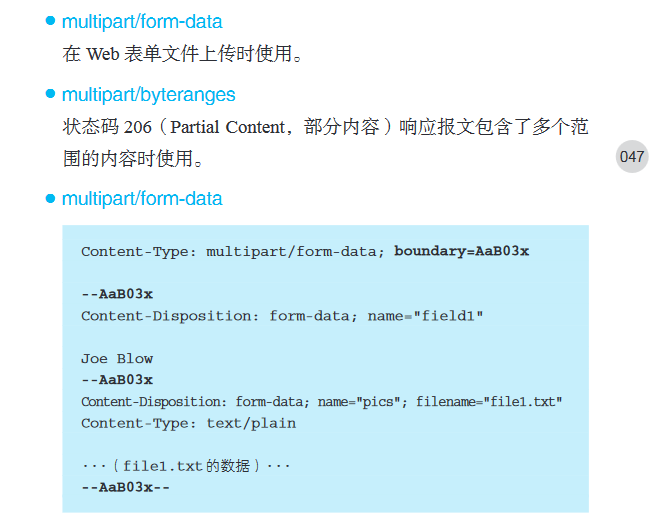 ● multipart/form-data
在 Web 表单文件上传时使用。
● multipart/byteranges
状态码 206（Partial Content，部分内容）响应报文包含了多个范
围的内容时使用。
047
● multipart/form-data
Content-Type: multipart/form-data; boundary=AaB03x
--AaB03x
Content-Disposition: form-data; name="field1"
Joe Blow
--AaB03x
Content-Disposition: form-data; name="pics"; filename="file1.txt"
Content-Type: text/plain
···（file1.txt的数据）···
--AaB03x--